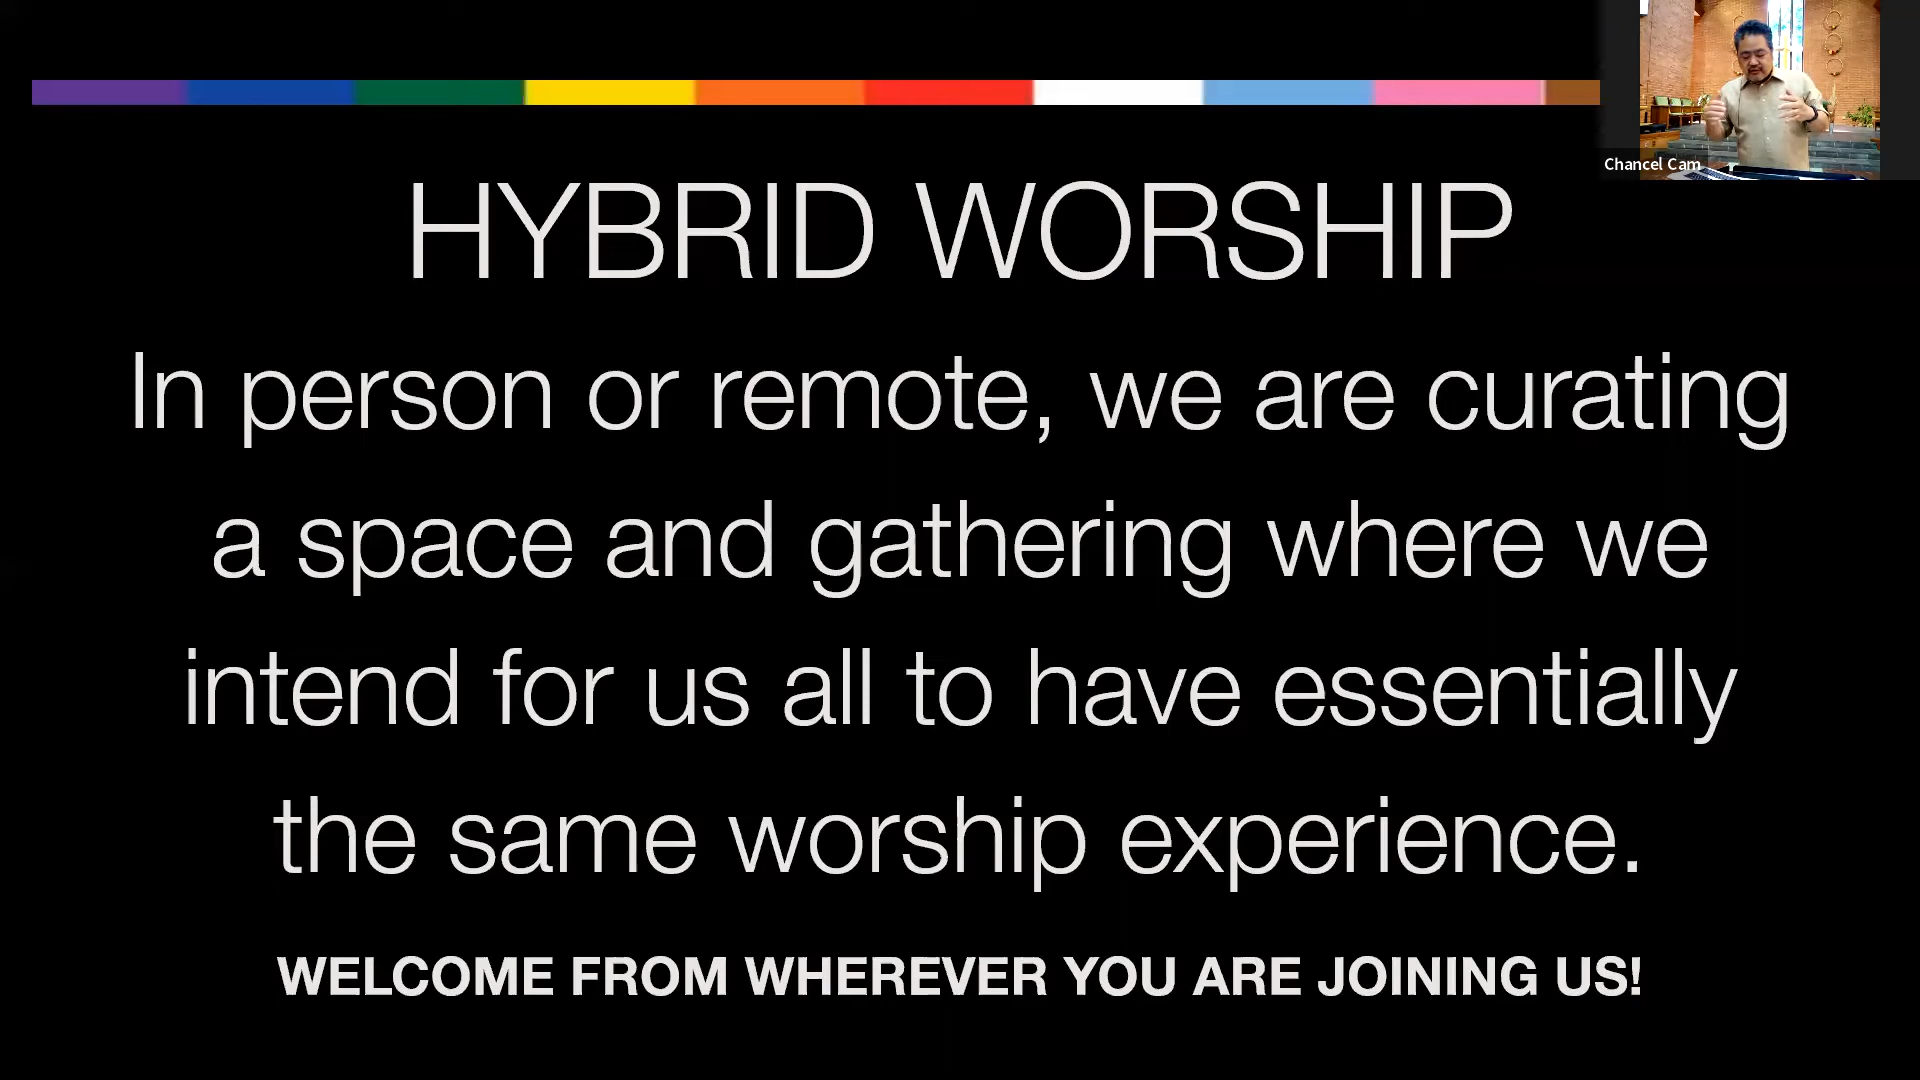 Chancel Cam
HYBRID WORSHIP
In person or remote, we are curating
a space and gathering where we
intend for us all to have essentially
the same worship experience.
WELCOME FROM WHEREVER YOU ARE JOINING US!